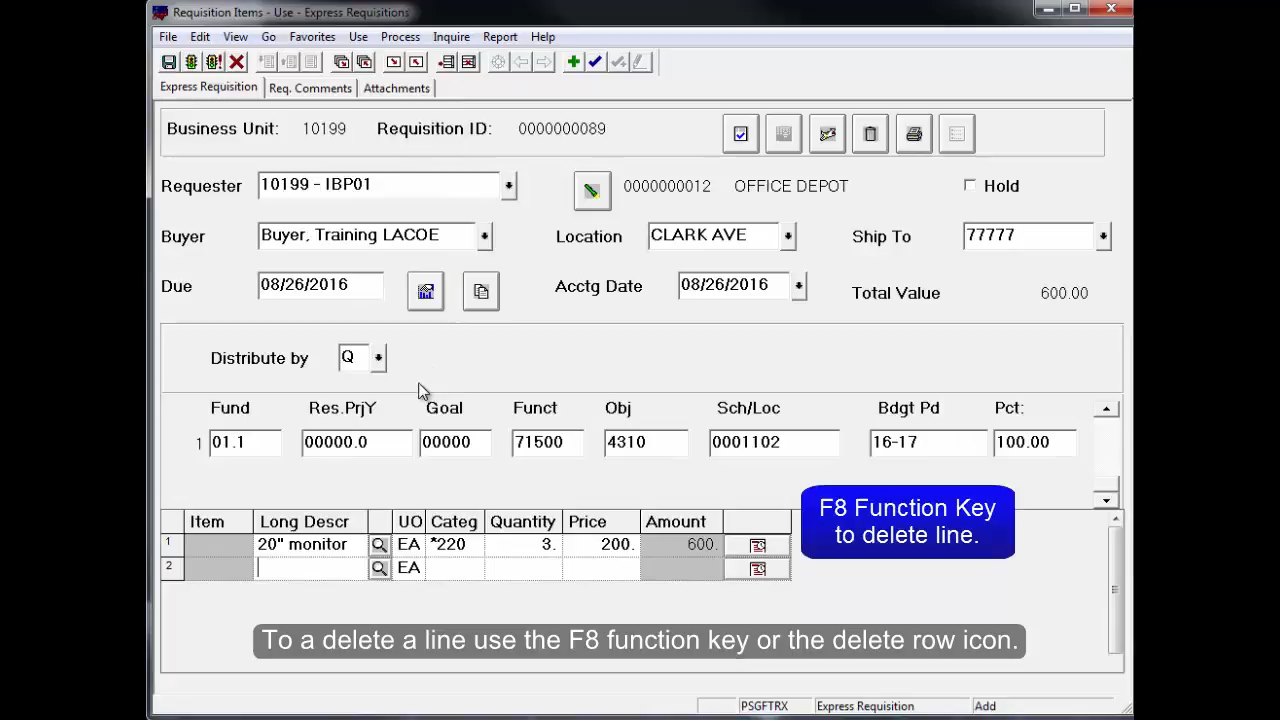 Requisition Items - Use - Express Requisitions
File Edit View Go Favorites Use Process Inquire Report Help
Express Requisition Req. Comments Attachments
Business Unit: 10199 Requisition ID: 0000000089
Requester 10199 - IBP01 0000000012 OFFICE DEPOT Hold
Buyer Buyer, Training LACOE Location CLARK AVE Ship To 77777
Due 08/26/2016 Acctg Date 08/26/2016 Total Value 600.00
Distribute by Q
Fund Res.PrjY Goal Funct Obj Sch/Loc Bdgt Pd Pct:
1 01.1 00000.0 00000 71500 4310 0001102 16-17 100.00
F8 Function Key
to delete line.
Item Long Descr UO Categ Quantity Price Amount
1 20" monitor EA *220 3. 200. 600.
2 EA
To a delete a line use the F8 function key or the delete row icon.
PSGFTRX Express Requisition Add